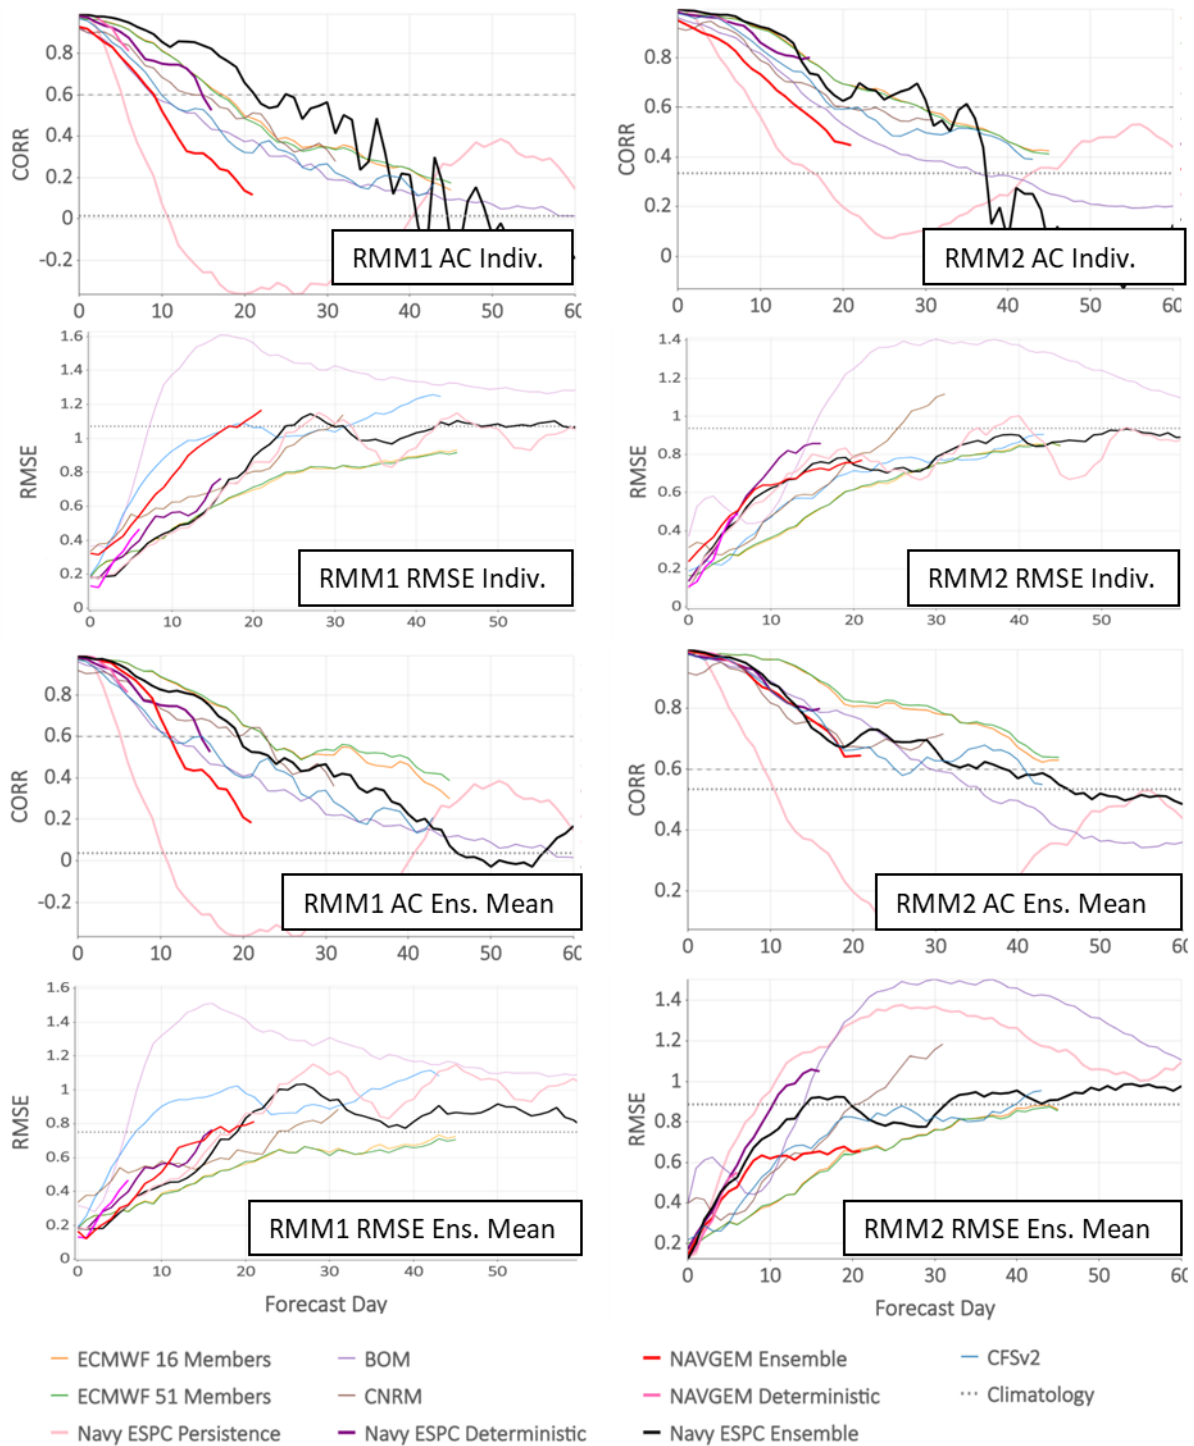 CORR
0.8
0.6
0.4
0.2
0
-0.2
RMM1 AC Indiv.
0 10 20 30 40 50 60
CORR
0.8
0.6
0.4
0.2
0
RMM2 AC Indiv.
0 10 20 30 40 50 60
RMSE
1.6
1.4
1.2
1
0.8
0.6
0.4
0.2
0
RMM1 RMSE Indiv.
0 10 20 30 40 50
RMSE
1.4
1.2
1
0.8
0.6
0.4
0.2
0
RMM2 RMSE Indiv.
0 10 20 30 40 50
CORR
0.8
0.6
0.4
0.2
0
-0.2
RMM1 AC Ens. Mean
0 10 20 30 40 50 60
CORR
0.8
0.6
0.4
0.2
RMM2 AC Ens. Mean
0 10 20 30 40 50 60
RMSE
1.6
1.4
1.2
1
0.8
0.6
0.4
0.2
0
RMM1 RMSE Ens. Mean
0 10 20 30 40 50
Forecast Day
RMSE
1.4
1.2
1
0.8
0.6
0.4
0.2
RMM2 RMSE Ens. Mean
0 10 20 30 40 50 60
Forecast Day
ECMWF 16 Members BOM NAVGEM Ensemble CFSv2
ECMWF 51 Members CNRM NAVGEM Deterministic Climatology
Navy ESPC Persistence Navy ESPC Deterministic Navy ESPC Ensemble